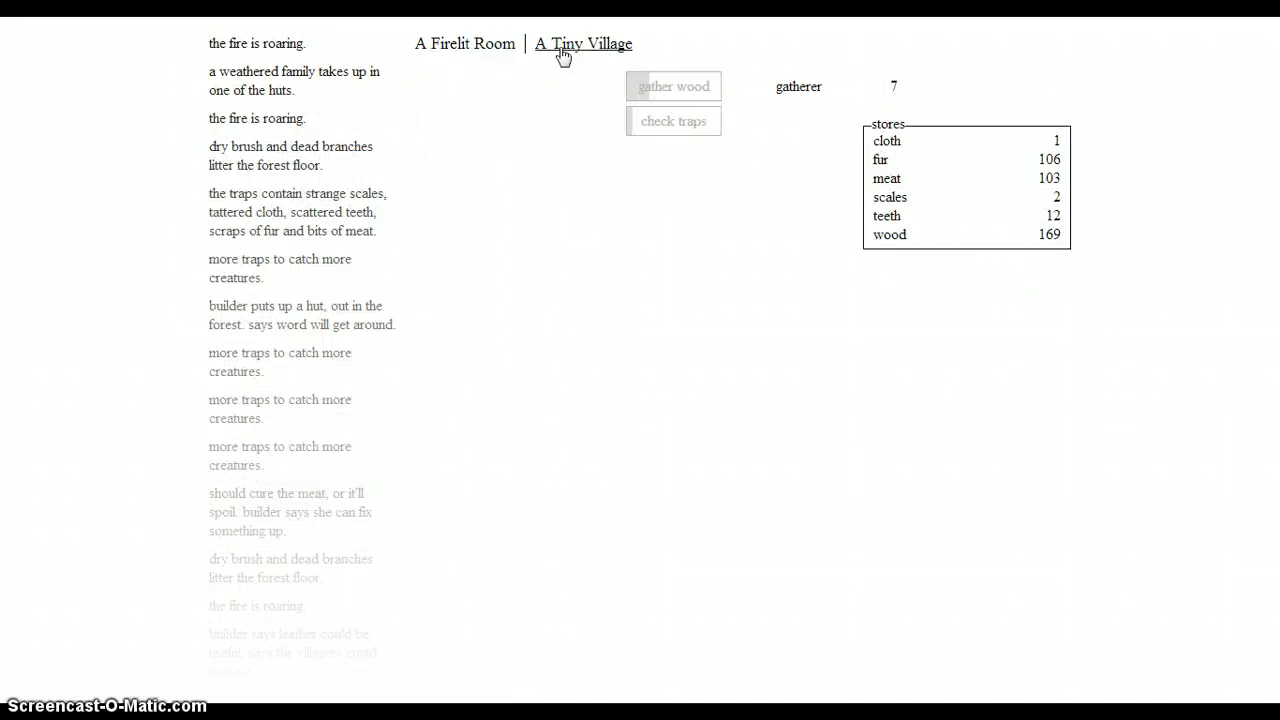 the fire is roaring.
a weathered family takes up in
one of the huts.
the fire is roaring.
dry brush and dead branches
litter the forest floor.
the traps contain strange scales,
tattered cloth, scattered teeth,
scraps of fur and bits of meat.
more traps to catch more
creatures.
builder puts up a hut, out in the
forest. says word will get around.
more traps to catch more
creatures.
more traps to catch more
creatures.
more traps to catch more
creatures.
should cure the meat, or it'll
spoil. builder says she can fix
something up.
dry brush and dead branches
litter the forest floor.
the fire is roaring.
builder says leather could be
useful. says the villagers could
A Firelit Room | A Tiny Village
gather wood
check traps
gatherer 7
stores
cloth 1
fur 106
meat 103
scales 2
teeth 12
wood 169
Screencast-O-Matic.com